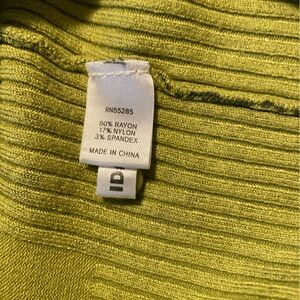 RN55285
80% RAYON
17% NYLON
3% SPANDEX
MADE IN CHINA